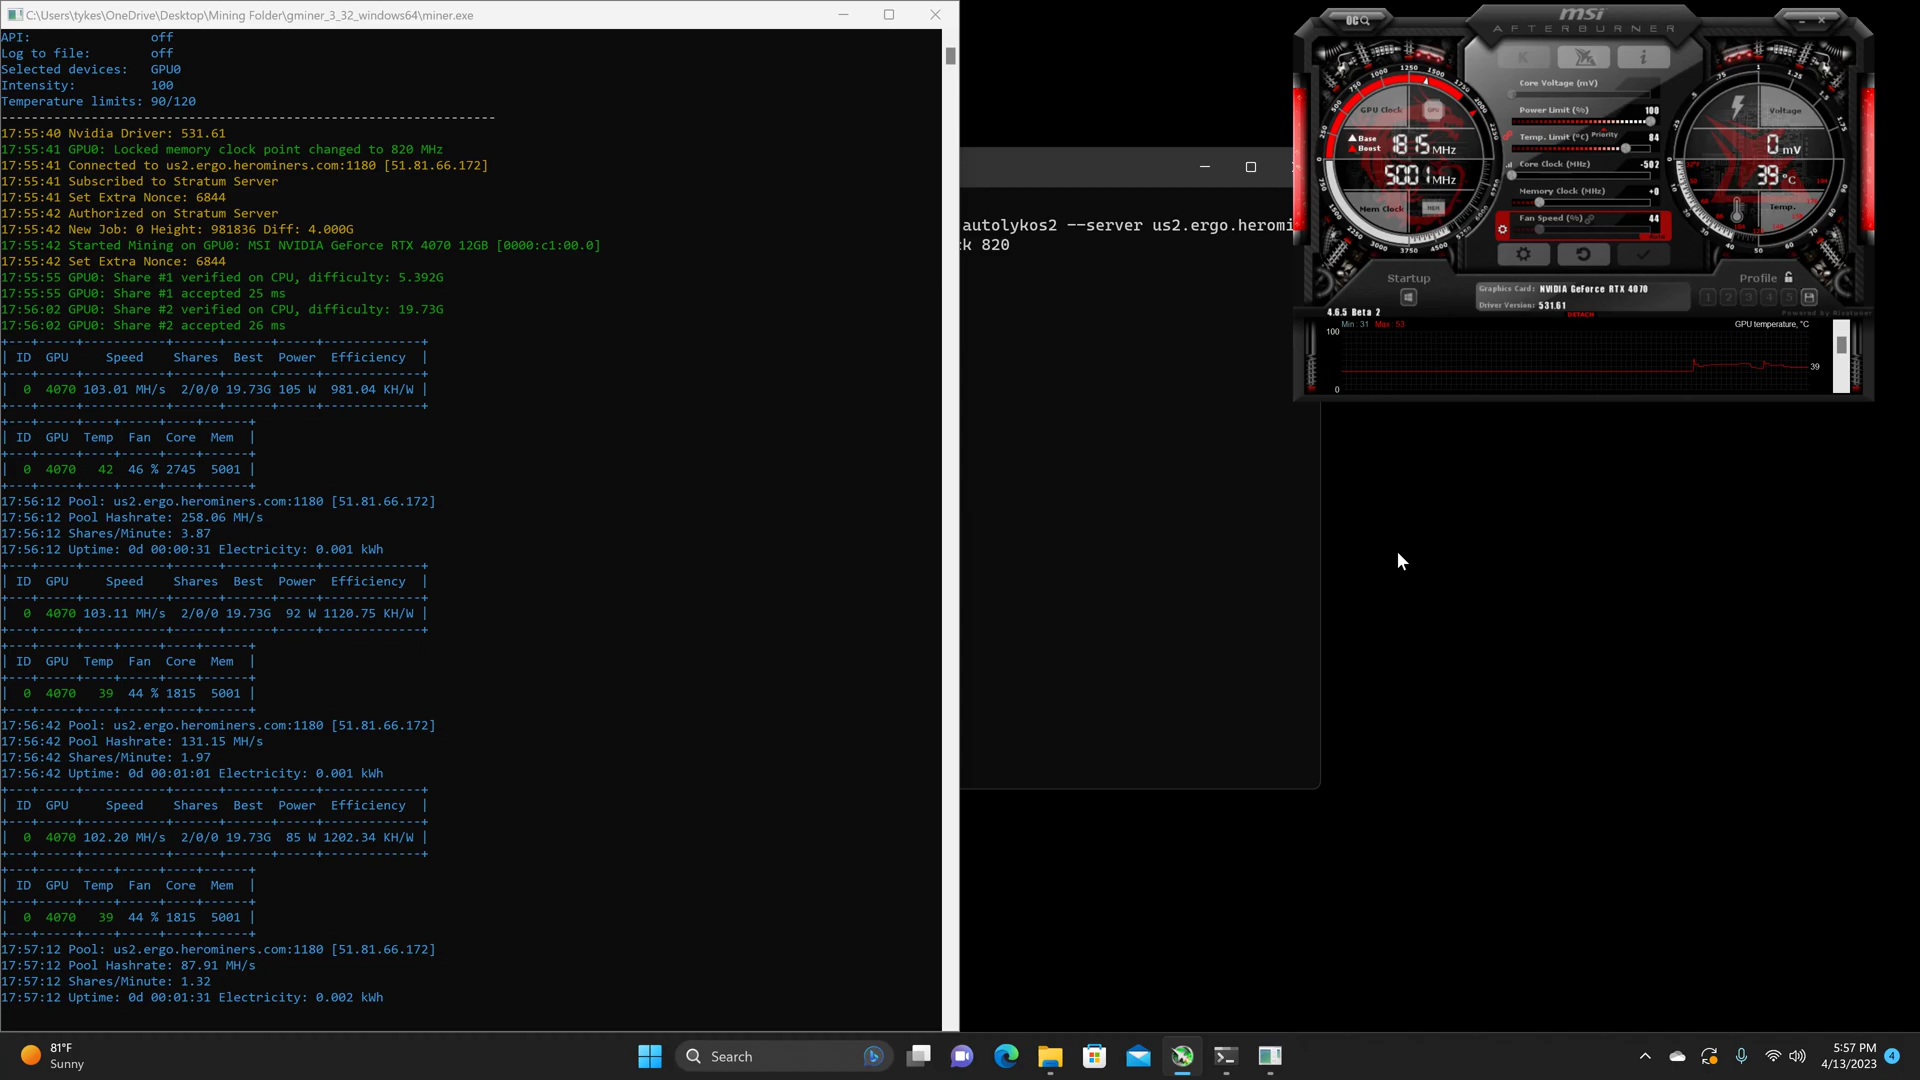 C:\Users\tykes\OneDrive\Desktop\Mining Folder\gminer_3_32_windows64\miner.exe
API: off
Log to file: off
Selected devices: GPU0
Intensity: 100
Temperature limits: 90/120
------------------------------------------------------------------
17:55:40 Nvidia Driver: 531.61
17:55:41 GPU0: Locked memory clock point changed to 820 MHz
17:55:41 Connected to us2.ergo.herominers.com:1180 [51.81.66.172]
17:55:41 Subscribed to Stratum Server
17:55:41 Set Extra Nonce: 6844
17:55:42 Authorized on Stratum Server
17:55:42 New Job: 0 Height: 981836 Diff: 4.000G
17:55:42 Started Mining on GPU0: MSI NVIDIA GeForce RTX 4070 12GB [0000:c1:00.0]
17:55:42 Set Extra Nonce: 6844
17:55:55 GPU0: Share #1 verified on CPU, difficulty: 5.392G
17:55:55 GPU0: Share #1 accepted 25 ms
17:56:02 GPU0: Share #2 verified on CPU, difficulty: 19.73G
17:56:02 GPU0: Share #2 accepted 26 ms
| ID GPU Speed Shares Best Power Efficiency |
| 0 4070 103.01 MH/s 2/0/0 19.73G 105 W 981.04 KH/W |
| ID GPU Temp Fan Core Mem |
| 0 4070 42 46 % 2745 5001 |
17:56:12 Pool: us2.ergo.herominers.com:1180 [51.81.66.172]
17:56:12 Pool Hashrate: 258.06 MH/s
17:56:12 Shares/Minute: 3.87
17:56:12 Uptime: 0d 00:00:31 Electricity: 0.001 kWh
| ID GPU Speed Shares Best Power Efficiency |
| 0 4070 103.11 MH/s 2/0/0 19.73G 92 W 1120.75 KH/W |
| ID GPU Temp Fan Core Mem |
| 0 4070 39 44 % 1815 5001 |
17:56:42 Pool: us2.ergo.herominers.com:1180 [51.81.66.172]
17:56:42 Pool Hashrate: 131.15 MH/s
17:56:42 Shares/Minute: 1.97
17:56:42 Uptime: 0d 00:01:01 Electricity: 0.001 kWh
| ID GPU Speed Shares Best Power Efficiency |
| 0 4070 102.20 MH/s 2/0/0 19.73G 85 W 1202.34 KH/W |
| ID GPU Temp Fan Core Mem |
| 0 4070 39 44 % 1815 5001 |
17:57:12 Pool: us2.ergo.herominers.com:1180 [51.81.66.172]
17:57:12 Pool Hashrate: 87.91 MH/s
17:57:12 Shares/Minute: 1.32
17:57:12 Uptime: 0d 00:01:31 Electricity: 0.002 kWh
autolykos2 --server us2.ergo.heromi
ck 820
OC
msi
AFTERBURNER
K
i
GPU Clock GPU
Base
Boost
1815 MHz
5001 MHz
Mem Clock MEM
Core Voltage (mV)
Power Limit (%) 100
Priority
Temp. Limit (°C) 84
Core Clock (MHz) -502
Memory Clock (MHz) +0
Fan Speed (%) 44
Voltage
0 mV
39 °C
Temp.
Startup
Profile
1 2 3 4 5
Graphics Card: NVIDIA GeForce RTX 4070
Driver Version: 531.61
DETACH
4.6.5 Beta 2
Powered by Rivatuner
Min : 31 Max : 53
GPU temperature, °C
100
39
0
81°F
Sunny
Search
5:57 PM
4/13/2023
4